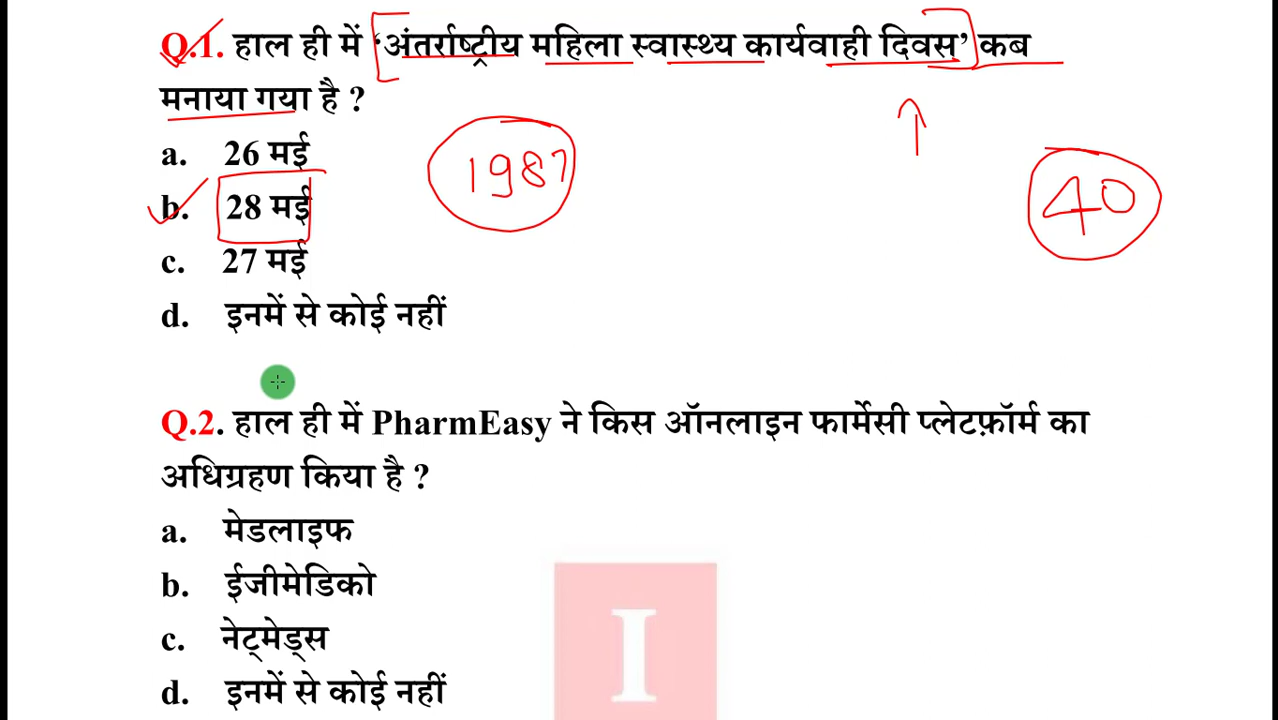 Q.1. हाल ही में ‘अंतर्राष्ट्रीय महिला स्वास्थ्य कार्यवाही दिवस’ कब
मनाया गया है ?
a. 26 मई
1987
40
b. 28 मई
c. 27 मई
d. इनमें से कोई नहीं
Q.2. हाल ही में PharmEasy ने किस ऑनलाइन फार्मेसी प्लेटफ़ॉर्म का
अधिग्रहण किया है ?
a. मेडलाइफ
b. ईजीमेडिको
c. नेट्मेड्स
d. इनमें से कोई नहीं
I